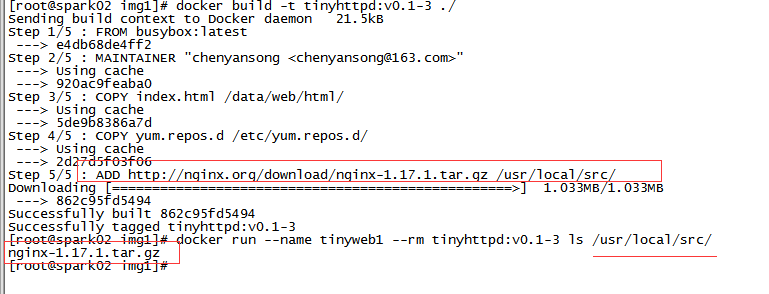 [root@spark02 img1]# docker build -t tinyhttpd:v0.1-3 ./
Sending build context to Docker daemon   21.5kB
Step 1/5 : FROM busybox:latest
 ---> e4db68de4ff2
Step 2/5 : MAINTAINER "chenyansong <chenyansong@163.com>"
 ---> Using cache
 ---> 920ac9feaba0
Step 3/5 : COPY index.html /data/web/html/
 ---> Using cache
 ---> 5de9b8386a7d
Step 4/5 : COPY yum.repos.d /etc/yum.repos.d/
 ---> Using cache
 ---> 2d27d5f03f06
Step 5/5 : ADD http://nginx.org/download/nginx-1.17.1.tar.gz /usr/local/src/
Downloading [==================================================>]  1.033MB/1.033MB
 ---> 862c95fd5494
Successfully built 862c95fd5494
Successfully tagged tinyhttpd:v0.1-3
[root@spark02 img1]# docker run --name tinyweb1 --rm tinyhttpd:v0.1-3 ls /usr/local/src/
nginx-1.17.1.tar.gz
[root@spark02 img1]#